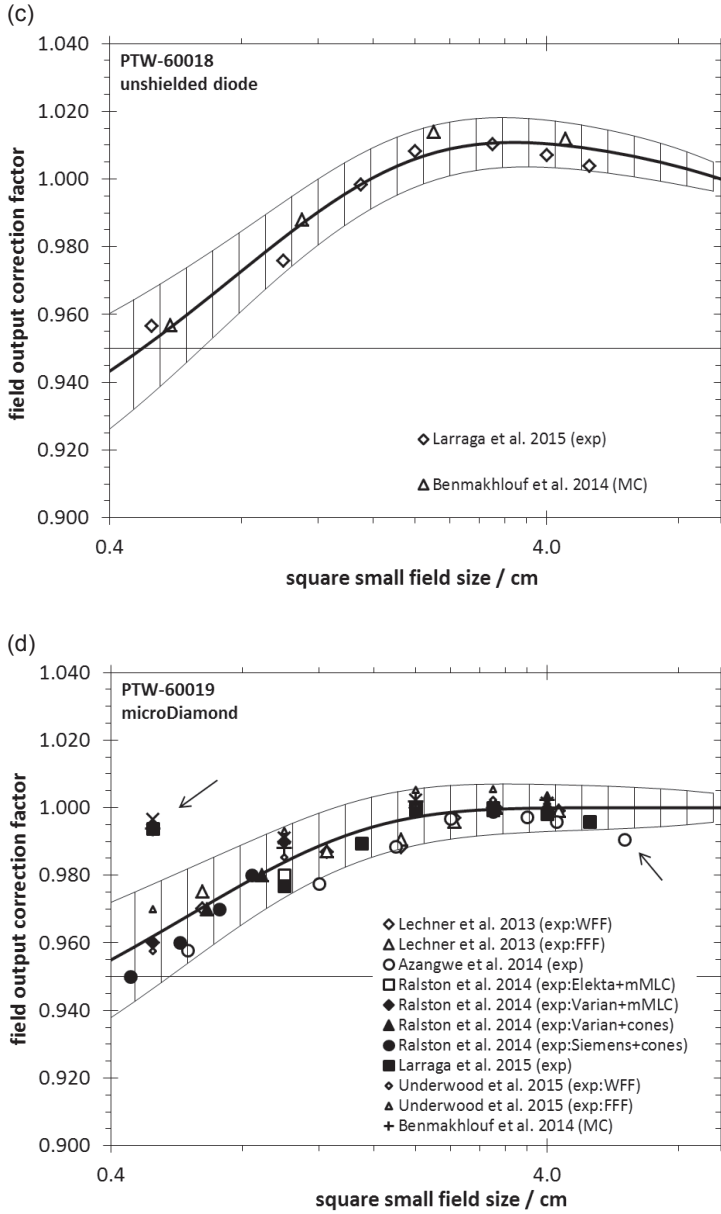 (c)
1.040
PTW-60018
unshielded diode
1.020
1.000
0.980
0.960
0.940
0.920
0.900
field output correction factor
Larraga et al. 2015 (exp)
Benmakhlouf et al. 2014 (MC)
0.4
4.0
square small field size / cm
(d)
1.040
PTW-60019
microDiamond
1.020
1.000
0.980
0.960
0.940
0.920
0.900
field output correction factor
Lechner et al. 2013 (exp:WFF)
Lechner et al. 2013 (exp:FFF)
Azangwe et al. 2014 (exp)
Ralston et al. 2014 (exp:Elekta+mMLC)
Ralston et al. 2014 (exp:Varian+mMLC)
Ralston et al. 2014 (exp:Varian+cones)
Ralston et al. 2014 (exp:Siemens+cones)
Larraga et al. 2015 (exp)
Underwood et al. 2015 (exp:WFF)
Underwood et al. 2015 (exp:FFF)
Benmakhlouf et al. 2014 (MC)
0.4
4.0
square small field size / cm